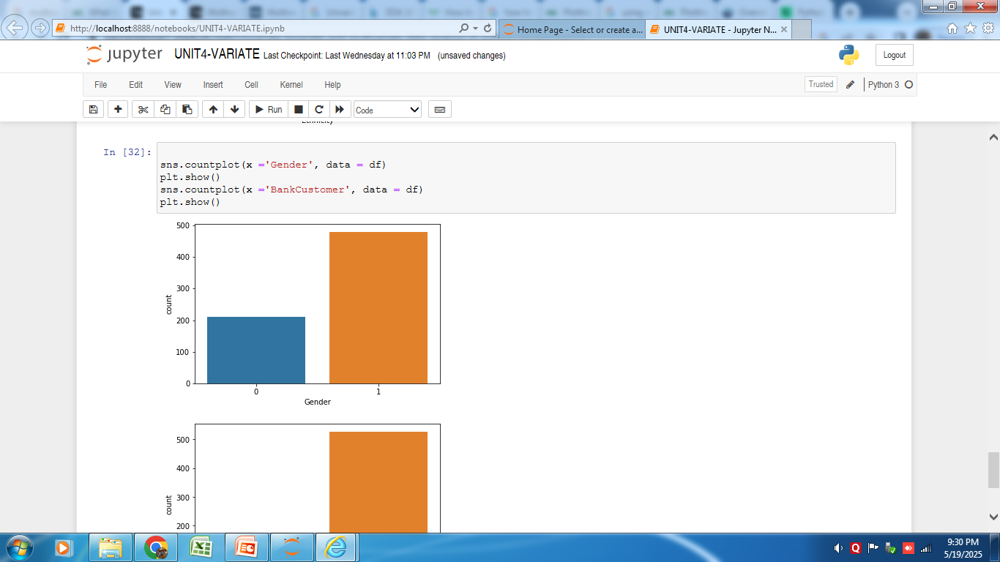 http://localhost:8888/notebooks/UNIT4-VARIATE.ipynb
Home Page - Select or create a...
UNIT4-VARIATE - Jupyter N...
jupyter UNIT4-VARIATE Last Checkpoint: Last Wednesday at 11:03 PM (unsaved changes)
Logout
File Edit View Insert Cell Kernel Help
Trusted
Python 3
Run
Code
Ethnicity
In [32]:
sns.countplot(x ='Gender', data = df)
plt.show()
sns.countplot(x ='BankCustomer', data = df)
plt.show()
500
400
300
200
100
0
count
0 1
Gender
500
400
300
200
count
9:30 PM
5/19/2025